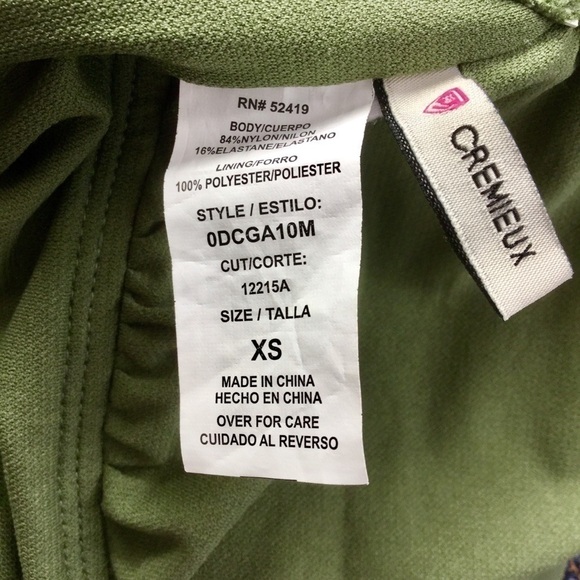 RN# 52419
BODY/CUERPO
84%NYLON/NILON
16%ELASTANE/ELASTANO
LINING/FORRO
100% POLYESTER/POLIESTER
STYLE / ESTILO:
0DCGA10M
CUT/CORTE:
12215A
SIZE / TALLA
XS
MADE IN CHINA
HECHO EN CHINA
OVER FOR CARE
CUIDADO AL REVERSO
CREMIEUX